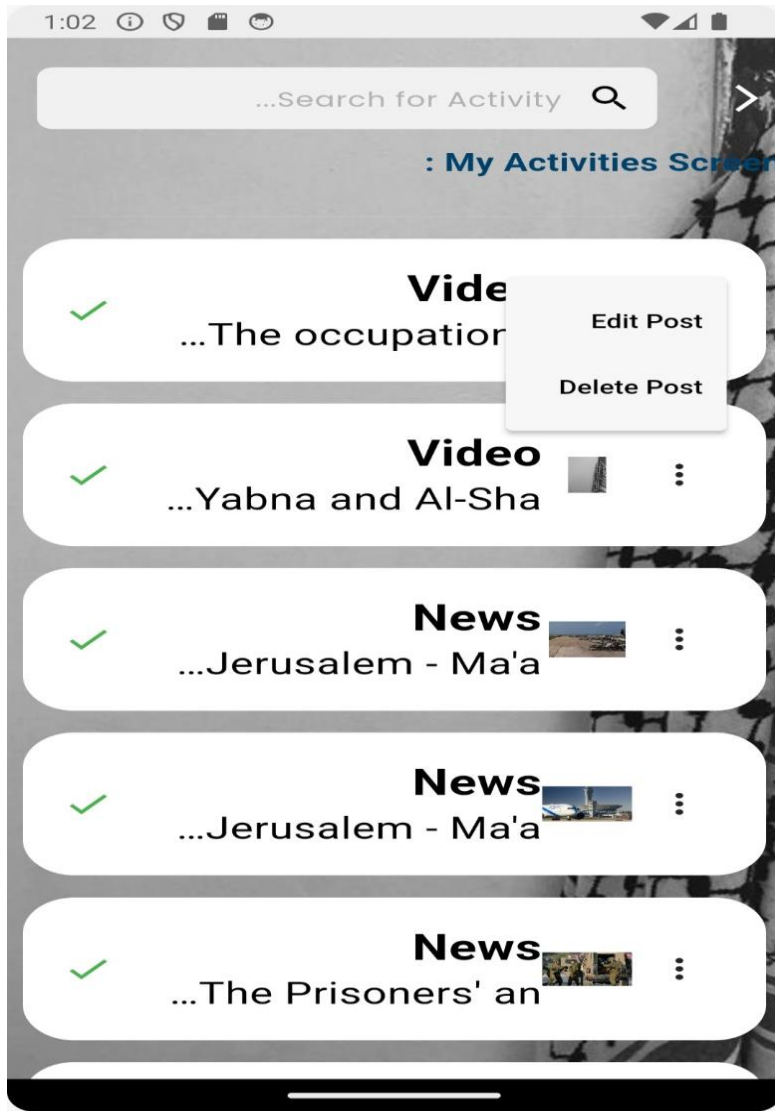 1:02
...Search for Activity
: My Activities Screen
Vide
...The occupation
Edit Post
Delete Post
Video
...Yabna and Al-Sha
News
...Jerusalem - Ma'a
News
...Jerusalem - Ma'a
News
...The Prisoners' an